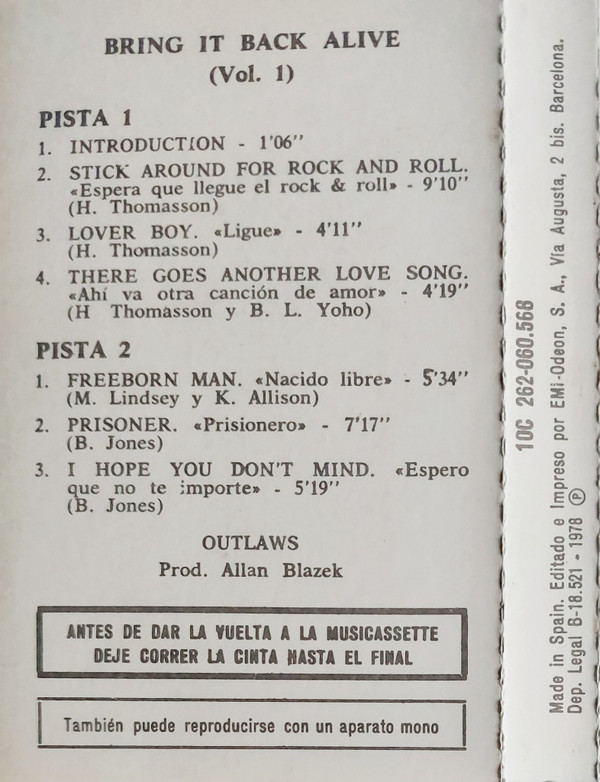 BRING IT BACK ALIVE
(Vol. 1)
PISTA 1
1. INTRODUCTION - 1'06"
2. STICK AROUND FOR ROCK AND ROLL.
«Espera que llegue el rock & roll» - 9'10"
(H. Thomasson)
3. LOVER BOY. «Ligue» - 4'11"
(H. Thomasson)
4. THERE GOES ANOTHER LOVE SONG.
«Ahí va otra canción de amor» - 4'19"
(H Thomasson y B. L. Yoho)
PISTA 2
1. FREEBORN MAN. «Nacido libre» - 5'34"
(M. Lindsey y K. Allison)
2. PRISONER. «Prisionero» - 7'17"
(B. Jones)
3. I HOPE YOU DON'T MIND. «Espero
que no te importe» - 5'19"
(B. Jones)
OUTLAWS
Prod. Allan Blazek
ANTES DE DAR LA VUELTA A LA MUSICASSETTE
DEJE CORRER LA CINTA HASTA EL FINAL
También puede reproducirse con un aparato mono
10C 262-060.568
Made in Spain. Editado e Impreso por EMI-Odeon, S. A., Vía Augusta, 2 bis. Barcelona.
Dep. Legal B-18.521 - 1978 Ⓟ